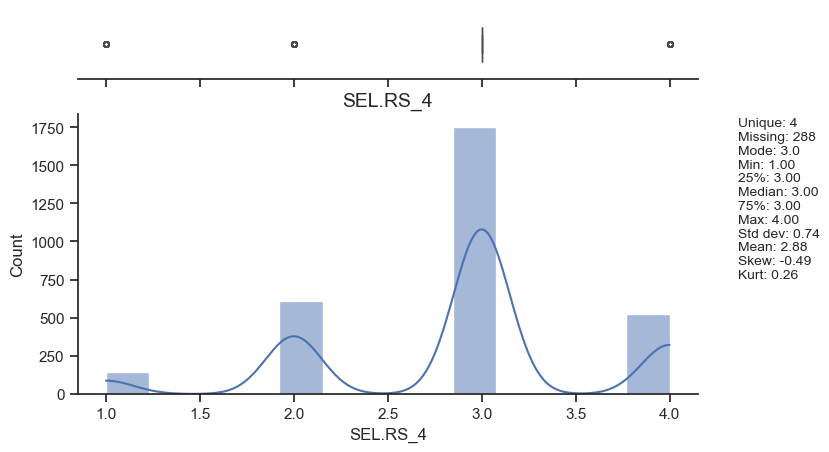 SEL.RS_4
Unique: 4
Missing: 288
Mode: 3.0
Min: 1.00
25%: 3.00
Median: 3.00
75%: 3.00
Max: 4.00
Std dev: 0.74
Mean: 2.88
Skew: -0.49
Kurt: 0.26
Count
1750
1500
1250
1000
750
500
250
0
1.0 1.5 2.0 2.5 3.0 3.5 4.0
SEL.RS_4